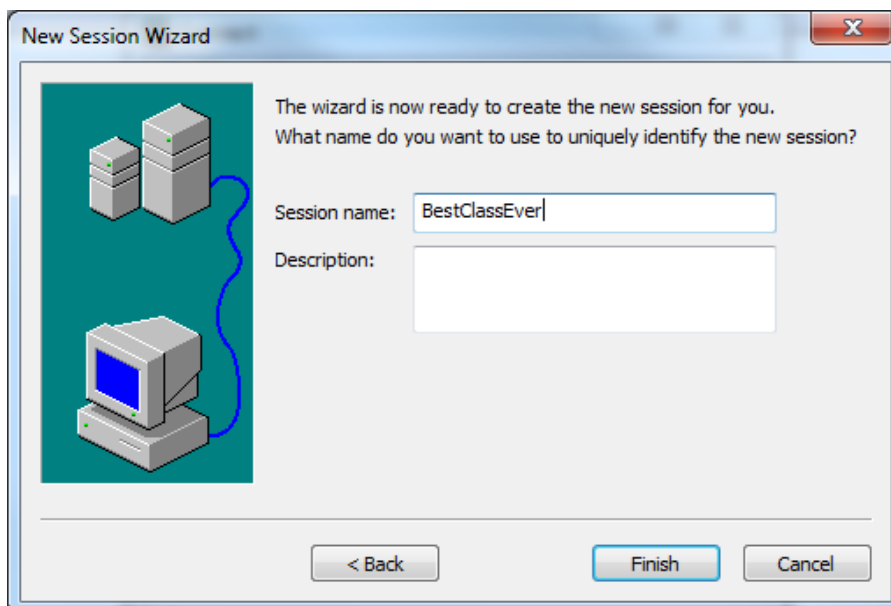 New Session Wizard
The wizard is now ready to create the new session for you.
What name do you want to use to uniquely identify the new session?
Session name: BestClassEver
Description:
< Back Finish Cancel